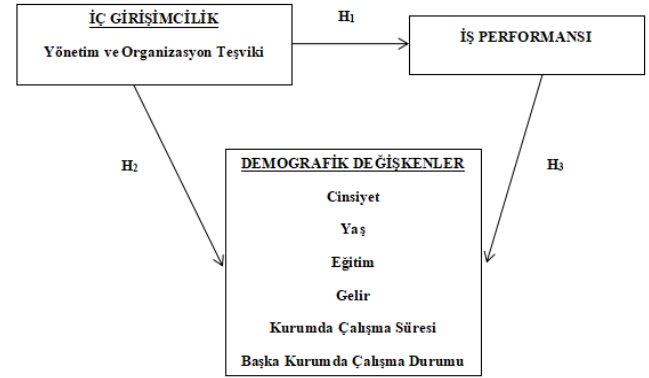 İÇ GİRİŞİMCİLİK
Yönetim ve Organizasyon Teşviki
H1
İŞ PERFORMANSI
H2
H3
DEMOGRAFİK DEĞİŞKENLER
Cinsiyet
Yaş
Eğitim
Gelir
Kurumda Çalışma Süresi
Başka Kurumda Çalışma Durumu